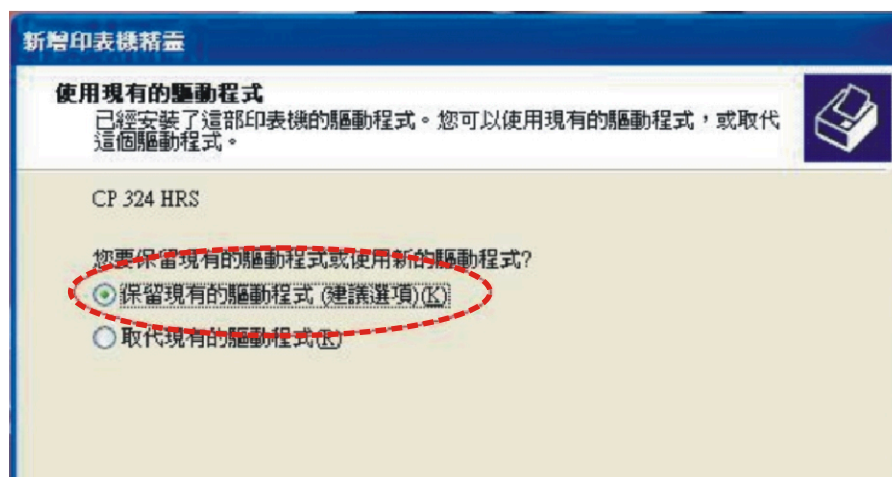 新增印表機精靈
使用現有的驅動程式
已經安裝了這部印表機的驅動程式。您可以使用現有的驅動程式，或取代
這個驅動程式。
CP 324 HRS
您要保留現有的驅動程式或使用新的驅動程式?
保留現有的驅動程式 (建議選項)(K)
取代現有的驅動程式(R)